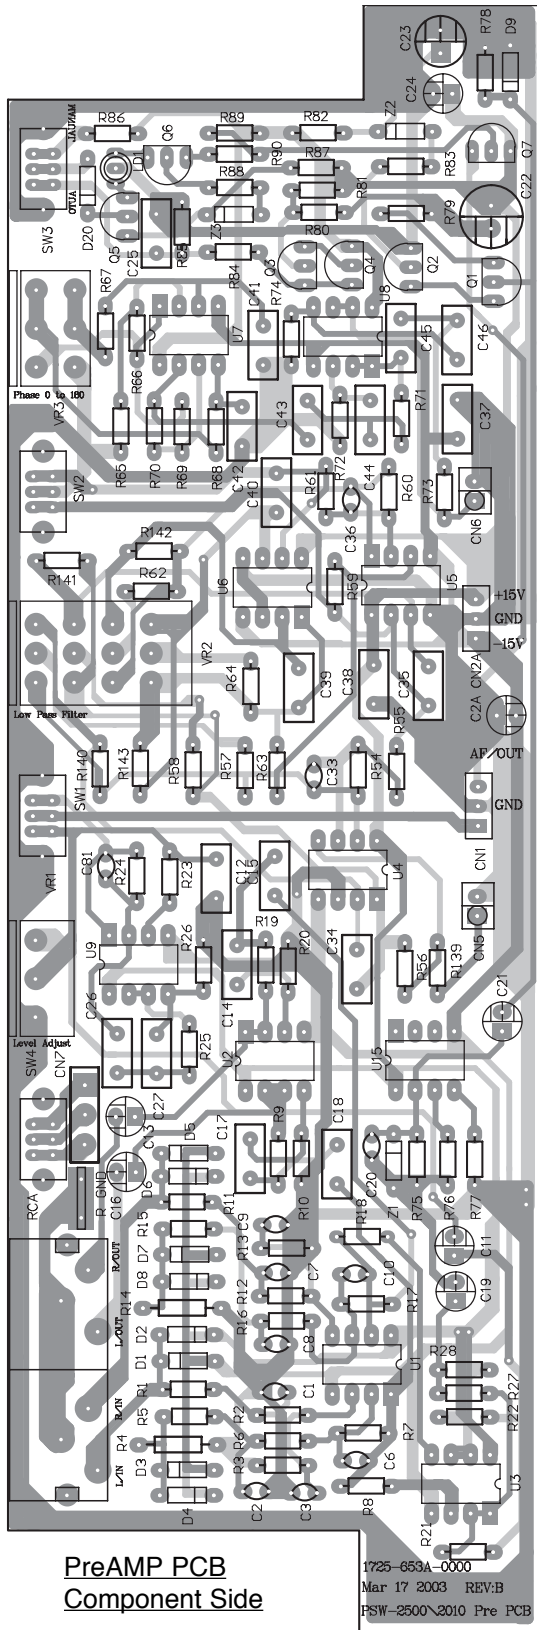 C23
R78
D9
C24
MANUAL
R86
Q6
R89
R82
Z2
LD1
R90
R87
R83
Q7
R88
R81
C22
AUTO
SW3
D20
Q5
C25
Z3
R80
R79
R84
Q3
Q4
Q2
Q1
R67
C41
R74
U8
U7
R66
C45
C46
Phase 0 to 180
VR3
R65
R70
R69
R68
C42
C43
R72
R71
C37
SW2
C40
R61
C36
C44
R60
R73
CN6
R142
R141
R62
U6
R59
U5
+15V
GND
-15V
CN2A
VR2
R64
C39
C38
C35
Low Pass Filter
R55
C2A
AF/OUT
SW1
R140
R143
R58
R57
R63
C33
R54
GND
CN1
VR1
C81
R24
R23
C12
C15
U4
CN5
U9
R26
R19
R20
C34
R56
R139
C26
C14
C21
Level Adjust
SW4
CN7
R25
U2
U15
C27
C13
D5
C17
R9
C18
RCA
R
GND
C16
D6
R11
R10
C20
Z1
R75
R76
R77
R15
C9
R18
R/OUT
D7
R13
C7
C10
C11
D8
R12
R17
C19
R14
R16
L/OUT
D2
C8
U1
D1
R28
R/IN
R1
C1
R27
R5
R2
R22
R4
R6
R7
L/IN
D3
R3
C6
U3
D4
C2
C3
R8
R21
PreAMP PCB
Component Side
1725-653A-0000
Mar 17 2003 REV:B
PSW-2500\2010 Pre PCB